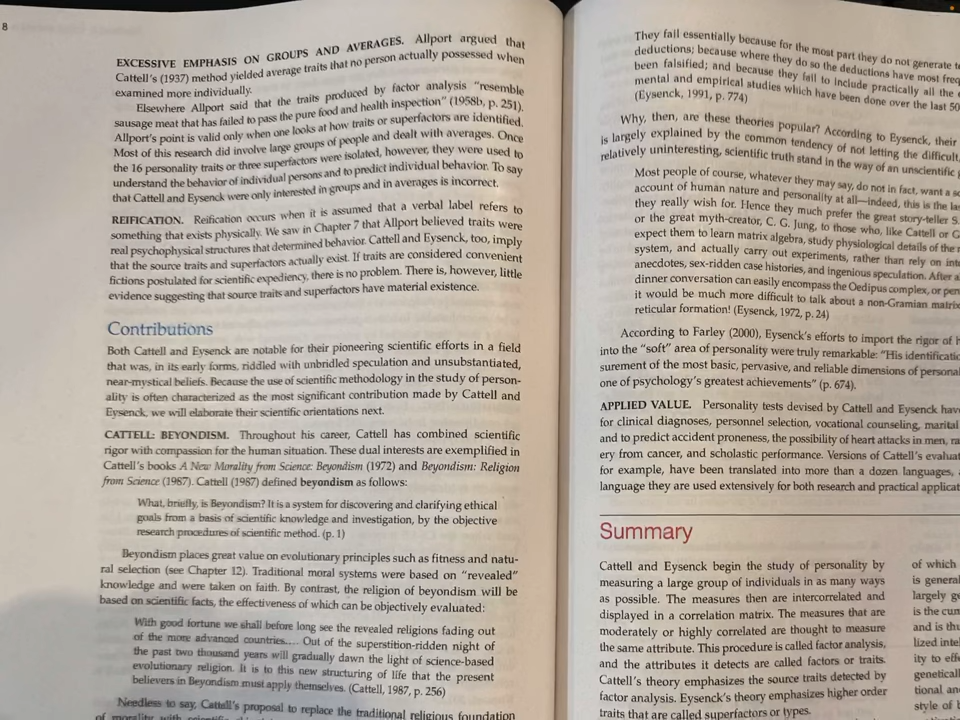 8
EXCESSIVE EMPHASIS ON GROUPS AND AVERAGES. Allport argued that
Cattell's (1937) method yielded average traits that no person actually possessed when
examined more individually.
Elsewhere Allport said that the traits produced by factor analysis "resemble
sausage meat that has failed to pass the pure food and health inspection" (1958b, p. 251).
Allport's point is valid only when one looks at how traits or superfactors are identified.
Most of this research did involve large groups of people and dealt with averages. Once
the 16 personality traits or three superfactors were isolated, however, they were used to
understand the behavior of individual persons and to predict individual behavior. To say
that Cattell and Eysenck were only interested in groups and in averages is incorrect.
REIFICATION. Reification occurs when it is assumed that a verbal label refers to
something that exists physically. We saw in Chapter 7 that Allport believed traits were
real psychophysical structures that determined behavior. Cattell and Eysenck, too, imply
that the source traits and superfactors actually exist. If traits are considered convenient
fictions postulated for scientific expediency, there is no problem. There is, however, little
evidence suggesting that source traits and superfactors have material existence.
Contributions
Both Cattell and Eysenck are notable for their pioneering scientific efforts in a field
that was, in its early forms, riddled with unbridled speculation and unsubstantiated,
near-mystical beliefs. Because the use of scientific methodology in the study of person-
ality is often characterized as the most significant contribution made by Cattell and
Eysenck, we will elaborate their scientific orientations next.
CATTELL: BEYONDISM. Throughout his career, Cattell has combined scientific
rigor with compassion for the human situation. These dual interests are exemplified in
Cattell's books A New Morality from Science: Beyondism (1972) and Beyondism: Religion
from Science (1987). Cattell (1987) defined beyondism as follows:
What, briefly, is Beyondism? It is a system for discovering and clarifying ethical
goals from a basis of scientific knowledge and investigation, by the objective
research procedures of scientific method. (p. 1)
Beyondism places great value on evolutionary principles such as fitness and natu-
ral selection (see Chapter 12). Traditional moral systems were based on "revealed"
knowledge and were taken on faith. By contrast, the religion of beyondism will be
based on scientific facts, the effectiveness of which can be objectively evaluated:
With good fortune we shall before long see the revealed religions fading out
of the more advanced countries.... Out of the superstition-ridden night of
the past two thousand years will gradually dawn the light of science-based
evolutionary religion. It is to this new structuring of life that the present
believers in Beyondism must apply themselves. (Cattell, 1987, p. 256)
Needless to say, Cattell's proposal to replace the traditional religious foundation
of morality with
They fall essentially because for the most part they do not generate
deductions; because where they do so the deductions have most
been falsified; and because they fail to include practically all the
mental and empirical studies which have been done over the last 50
(Eysenck, 1991, p. 774)
Why, then, are these theories popular? According to Eysenck, their
is largely explained by the common tendency of not letting the difficult,
relatively uninteresting, scientific truth stand in the way of an unscientific
Most people of course, whatever they may say, do not in fact, want a
account of human nature and personality at all—indeed, this is the
they really wish for. Hence they much prefer the great story-teller S.
or the great myth-creator, C. G. Jung, to those who, like Cattell or G
expect them to learn matrix algebra, study physiological details of the
system, and actually carry out experiments, rather than rely on
anecdotes, sex-ridden case histories, and ingenious speculation. After
dinner conversation can easily encompass the Oedipus complex, or
it would be much more difficult to talk about a non-Gramian matrix
reticular formation! (Eysenck, 1972, p. 24)
According to Farley (2000), Eysenck's efforts to import the rigor of
into the "soft" area of personality were truly remarkable: "His
surement of the most basic, pervasive, and reliable dimensions of
one of psychology's greatest achievements" (p. 674).
APPLIED VALUE. Personality tests devised by Cattell and Eysenck have
for clinical diagnoses, personnel selection, vocational counseling, marital
and to predict accident proneness, the possibility of heart attacks in men,
ery from cancer, and scholastic performance. Versions of Cattell's
for example, have been translated into more than a dozen languages,
language they are used extensively for both research and practical
Summary
Cattell and Eysenck begin the study of personality by
measuring a large group of individuals in as many ways
as possible. The measures then are intercorrelated and
displayed in a correlation matrix. The measures that are
moderately or highly correlated are thought to measure
the same attribute. This procedure is called factor analysis,
and the attributes it detects are called factors or traits.
Cattell's theory emphasizes the source traits detected by
factor analysis. Eysenck's theory emphasizes higher order
traits that are called superfactors or types.
of which
is general
largely
is the
and is
lized
ity to
genetical
tional
style of